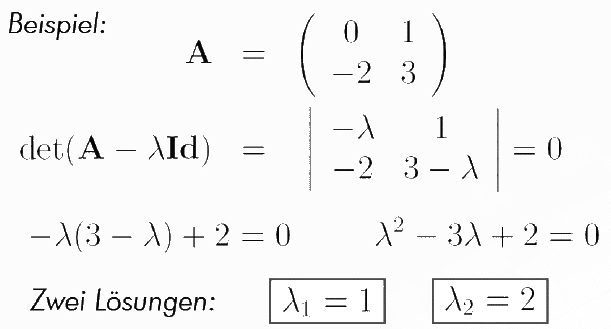 Beispiel:
A = ( 0 1
−2 3 )
det(A − λId) = | −λ 1
−2 3 − λ | = 0
−λ(3 − λ) + 2 = 0 λ² − 3λ + 2 = 0
Zwei Lösungen: λ₁ = 1 λ₂ = 2